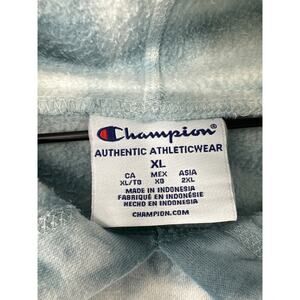 Champion®
AUTHENTIC ATHLETICWEAR
XL
CA MEX ASIA
XL/TG XG 2XL
MADE IN INDONESIA
FABRIQUÉ EN INDONÉSIE
HECHO EN INDONESIA
CHAMPION.COM